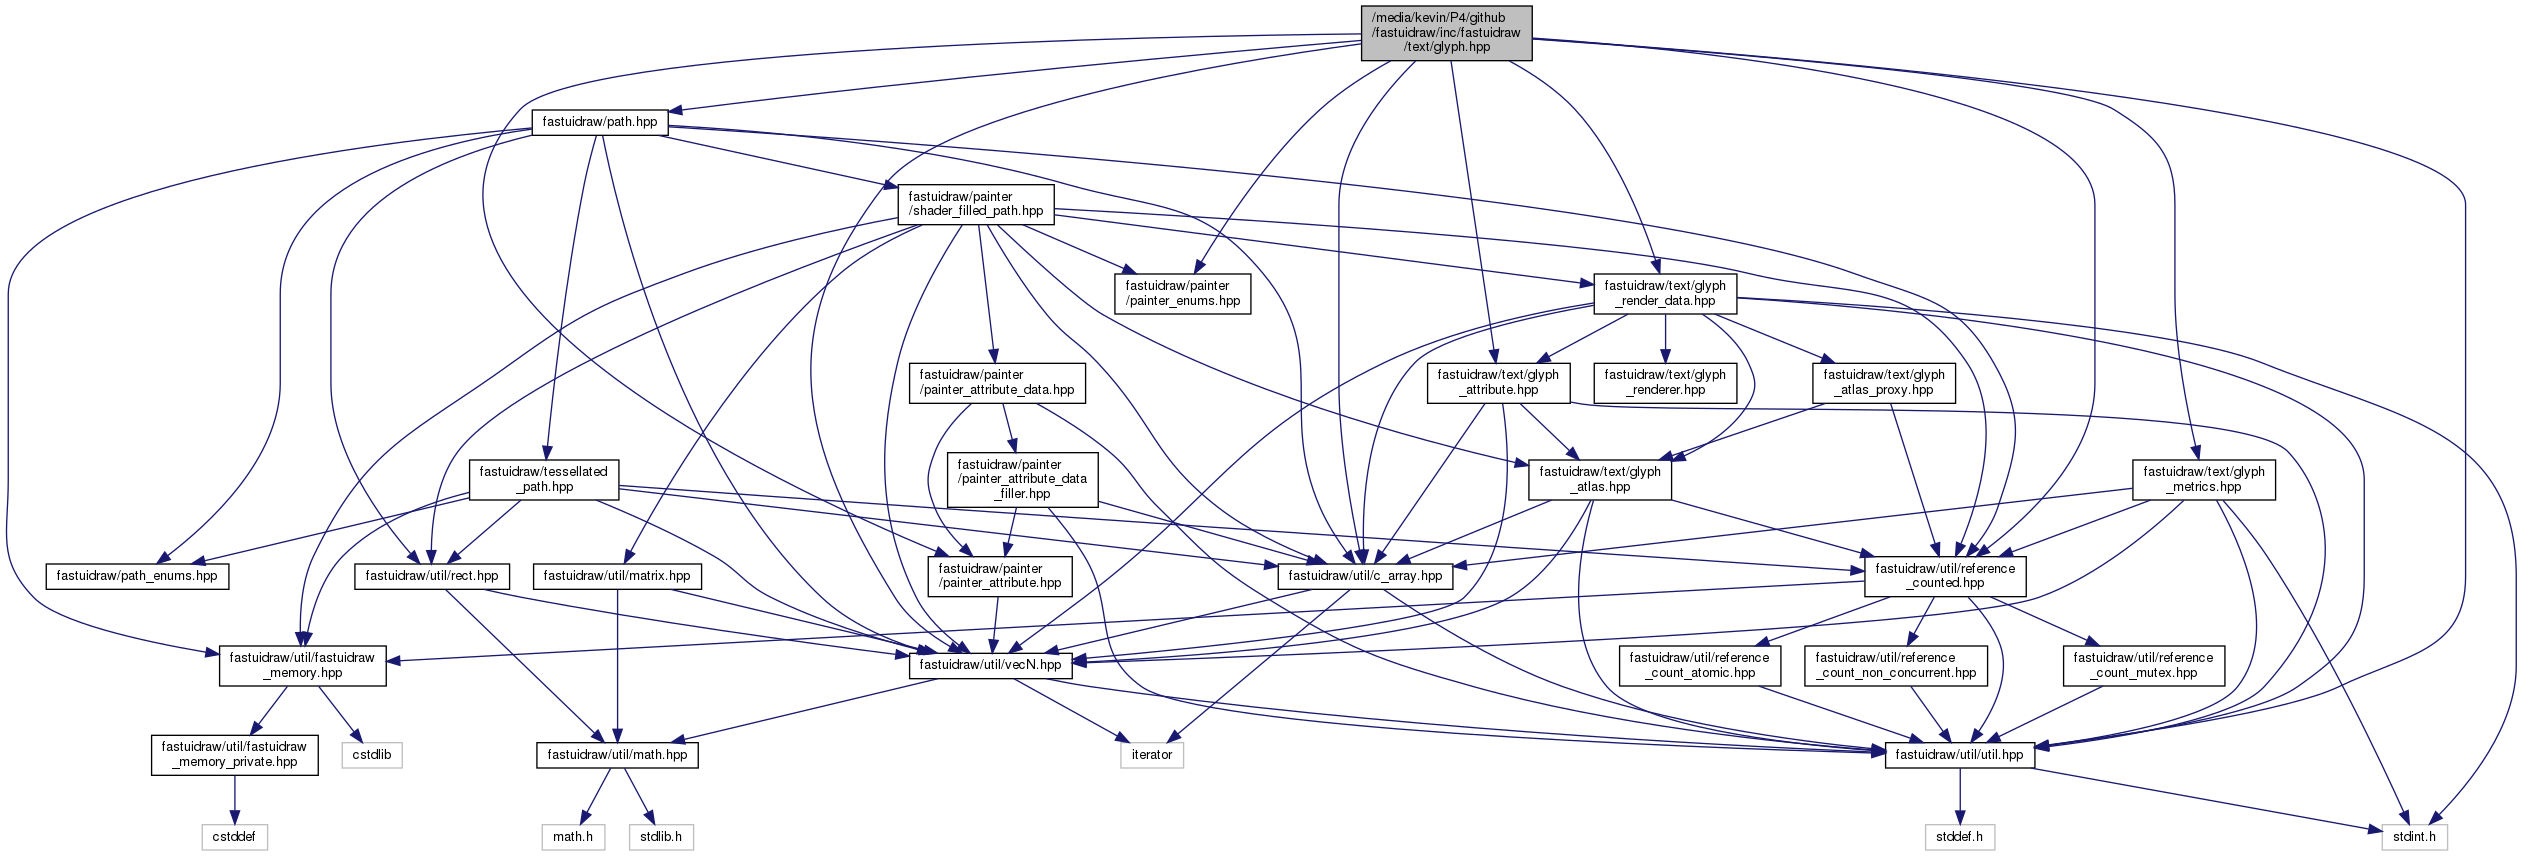 /media/kevin/P4/github
/fastuidraw/inc/fastuidraw
/text/glyph.hpp
fastuidraw/path.hpp
fastuidraw/painter
/shader_filled_path.hpp
fastuidraw/painter
/painter_enums.hpp
fastuidraw/text/glyph
_render_data.hpp
fastuidraw/painter
/painter_attribute_data.hpp
fastuidraw/text/glyph
_attribute.hpp
fastuidraw/text/glyph
_renderer.hpp
fastuidraw/text/glyph
_atlas_proxy.hpp
fastuidraw/tessellated
_path.hpp
fastuidraw/painter
/painter_attribute_data
_filler.hpp
fastuidraw/text/glyph
_atlas.hpp
fastuidraw/text/glyph
_metrics.hpp
fastuidraw/path_enums.hpp
fastuidraw/util/rect.hpp
fastuidraw/util/matrix.hpp
fastuidraw/painter
/painter_attribute.hpp
fastuidraw/util/c_array.hpp
fastuidraw/util/reference
_counted.hpp
fastuidraw/util/fastuidraw
_memory.hpp
fastuidraw/util/vecN.hpp
fastuidraw/util/reference
_count_atomic.hpp
fastuidraw/util/reference
_count_non_concurrent.hpp
fastuidraw/util/reference
_count_mutex.hpp
fastuidraw/util/fastuidraw
_memory_private.hpp
cstdlib
fastuidraw/util/math.hpp
iterator
fastuidraw/util/util.hpp
cstddef
math.h
stdlib.h
stddef.h
stdint.h